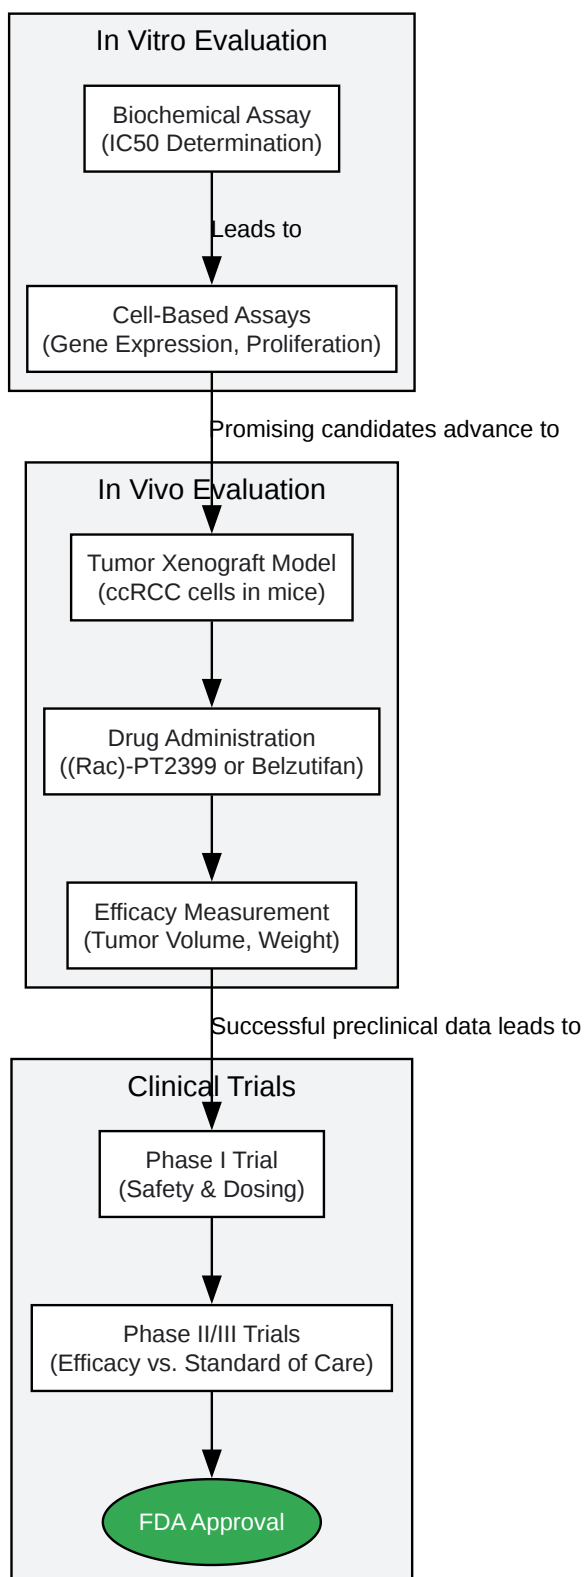 In Vitro Evaluation
Biochemical Assay
(IC50 Determination)
Leads to
Cell-Based Assays
(Gene Expression, Proliferation)
Promising candidates advance to
In Vivo Evaluation
Tumor Xenograft Model
(ccRCC cells in mice)
Drug Administration
((Rac)-PT2399 or Belzutifan)
Efficacy Measurement
(Tumor Volume, Weight)
Successful preclinical data leads to
Clinical Trials
Phase I Trial
(Safety & Dosing)
Phase II/III Trials
(Efficacy vs. Standard of Care)
FDA Approval